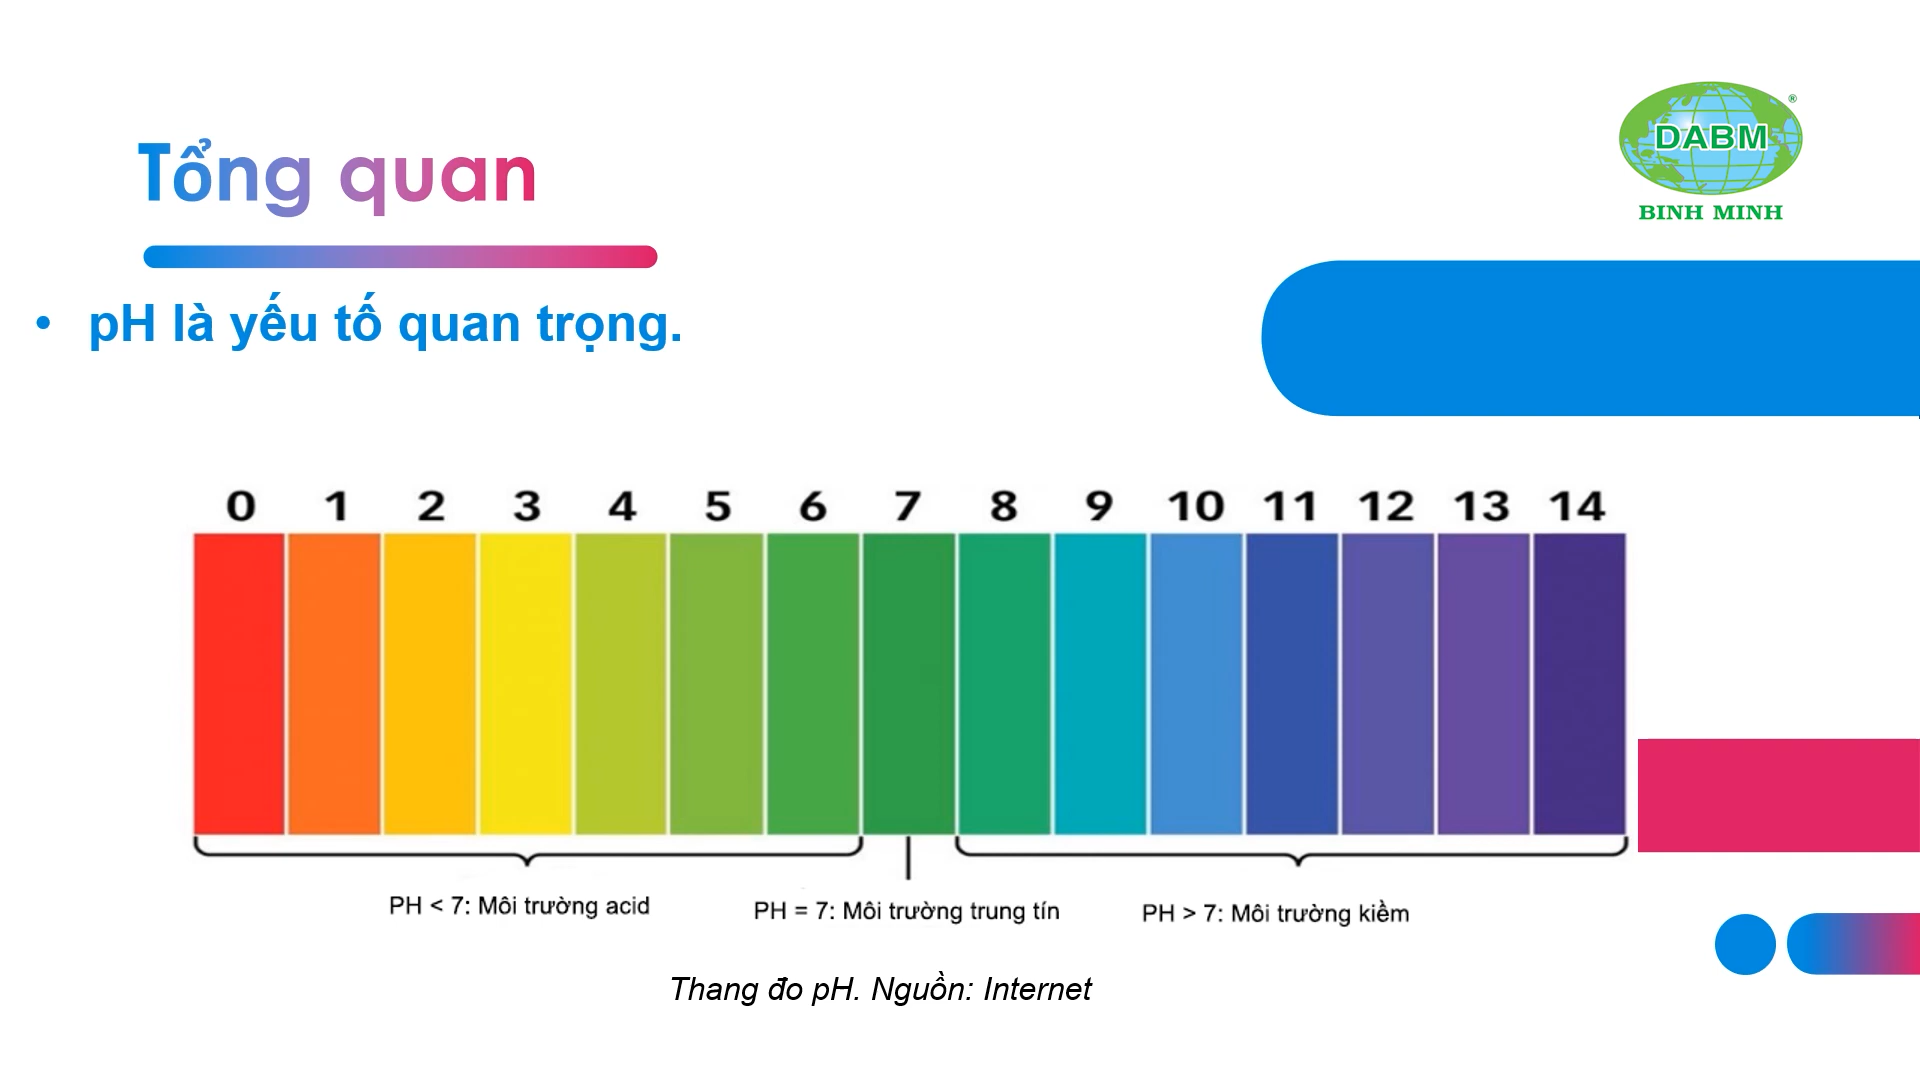 Tổng quan
DABM
®
BINH MINH
• pH là yếu tố quan trọng.
0 1 2 3 4 5 6 7 8 9 10 11 12 13 14
PH < 7: Môi trường acid
PH = 7: Môi trường trung tín
PH > 7: Môi trường kiềm
Thang đo pH. Nguồn: Internet